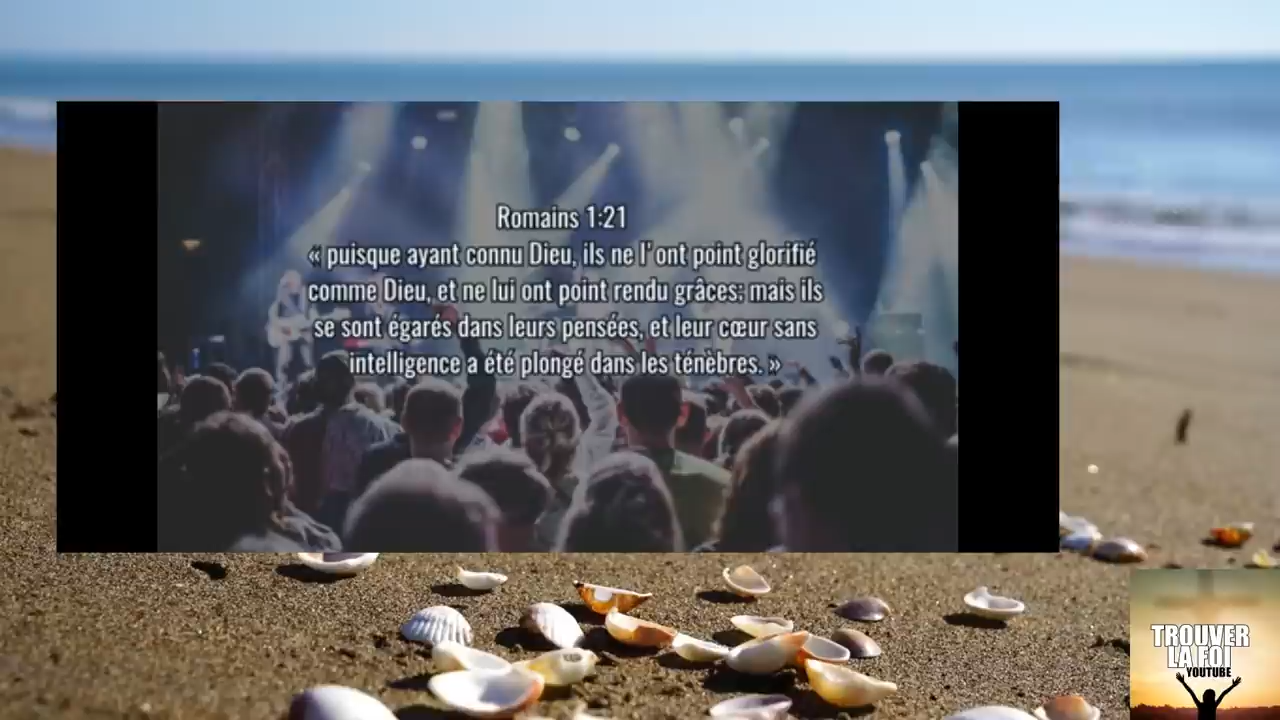 Romains 1:21
« puisque ayant connu Dieu, ils ne l'ont point glorifié
comme Dieu, et ne lui ont point rendu grâces; mais ils
se sont égarés dans leurs pensées, et leur cœur sans
intelligence a été plongé dans les ténèbres. »
TROUVER
LA FOI
YOUTUBE